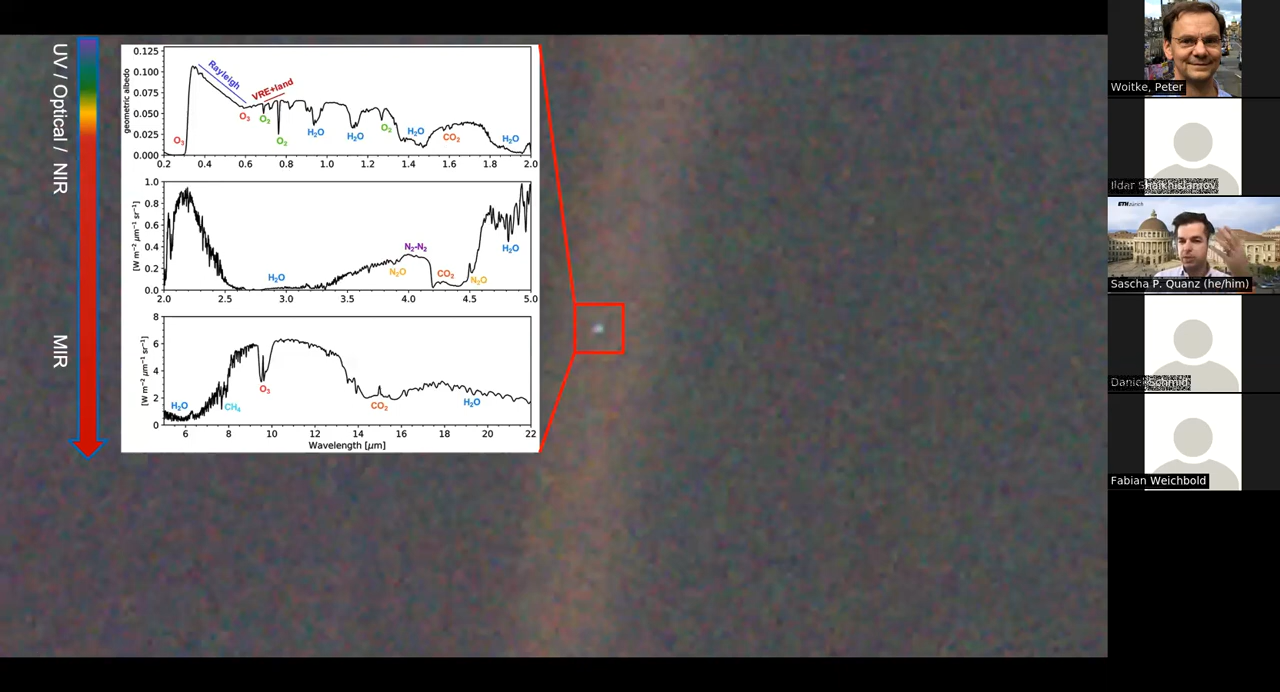 UV / Optical / NIR
MIR
0.125
0.100
0.075
0.050
0.025
0.000
geometric albedo
Rayleigh
VRE+land
O₃
O₃
O₂
O₂
H₂O
H₂O
O₂
H₂O
CO₂
H₂O
0.2 0.4 0.6 0.8 1.0 1.2 1.4 1.6 1.8 2.0
1.0
0.8
0.6
0.4
0.2
0.0
[W m⁻² μm⁻¹ sr⁻¹]
H₂O
N₂O
N₂-N₂
CO₂
N₂O
H₂O
2.0 2.5 3.0 3.5 4.0 4.5 5.0
8
6
4
2
0
[W m⁻² μm⁻¹ sr⁻¹]
H₂O
CH₄
O₃
CO₂
H₂O
6 8 10 12 14 16 18 20 22
Wavelength [μm]
Woitke, Peter
Ildar Shaikhislamov
ETH zürich
Sascha P. Quanz (he/him)
Daniel Schmid
Fabian Weichbold